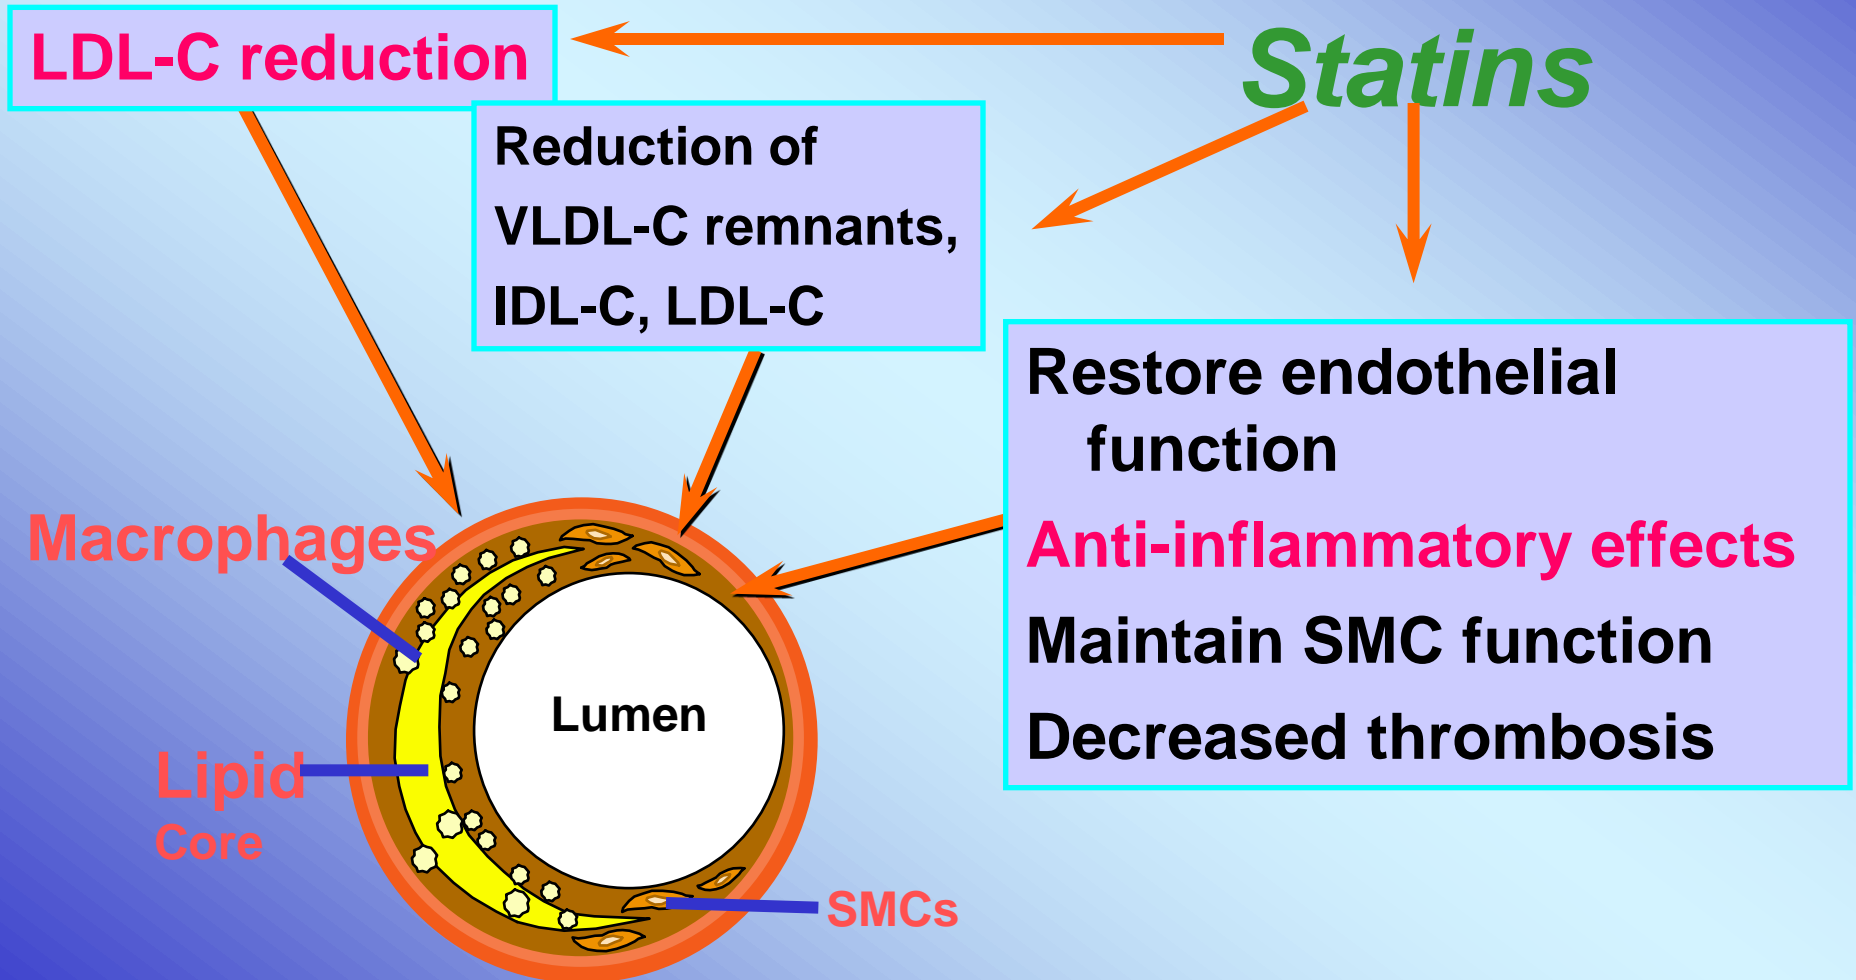 LDL-C reduction
Statins
Reduction of
VLDL-C remnants,
IDL-C, LDL-C
Restore endothelial
function
Anti-inflammatory effects
Maintain SMC function
Decreased thrombosis
Macrophages
Lumen
Lipid
Core
SMCs